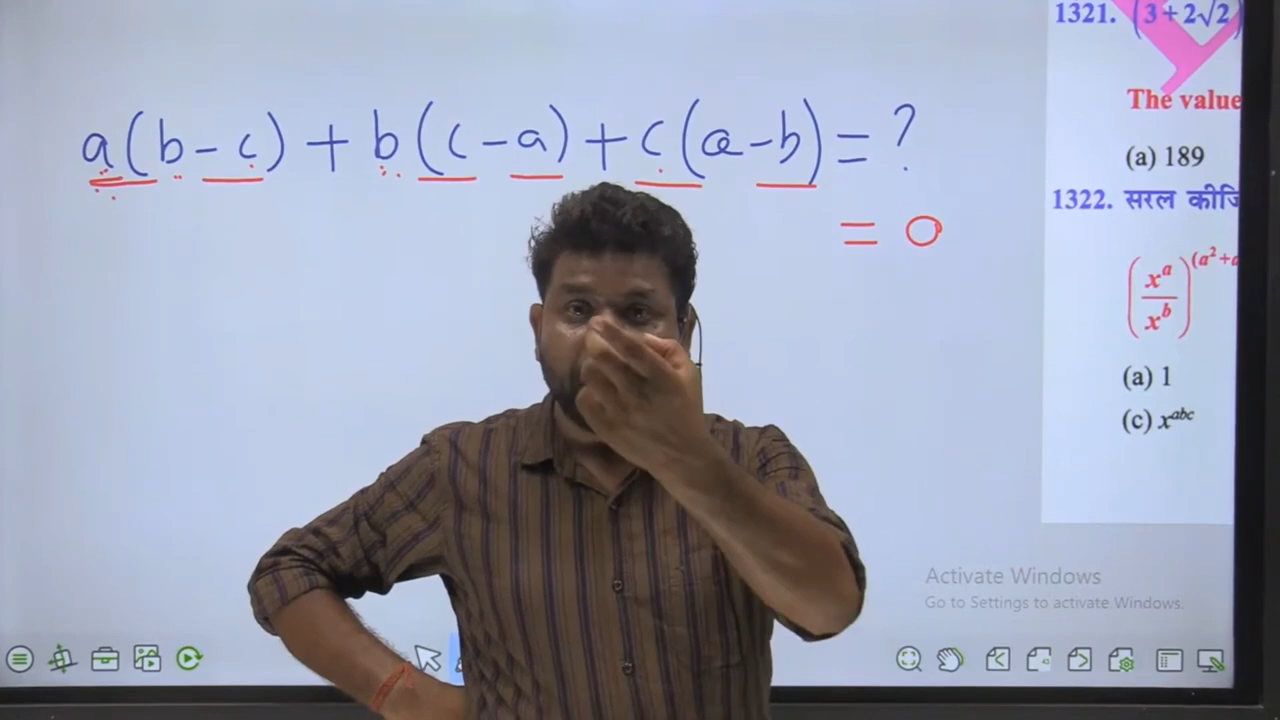 a(b-c) + b(c-a) + c(a-b) = ?
= 0
1321. (3+2√2)
The value
(a) 189
1322. सरल
(x^a/x^b)^(a²+
(a) 1
(c) x^abc
Activate Windows
Go to Settings to activate Windows.